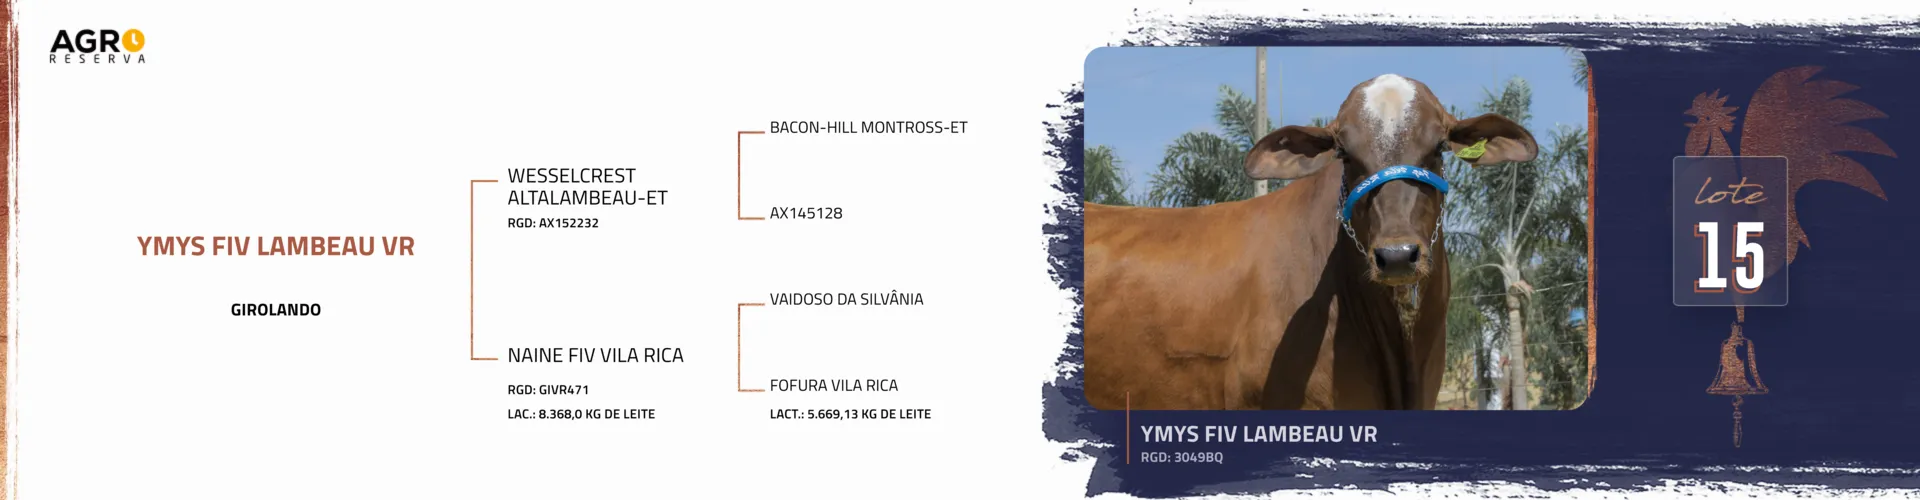 AGRO
RESERVA
YMYS FIV LAMBEAU VR
GIROLANDO
WESSELCREST
ALTALAMBEAU-ET
RGD: AX152232
NAINE FIV VILA RICA
RGD: GIVR471
LAC.: 8.368,0 KG DE LEITE
BACON-HILL MONTROSS-ET
AX145128
VAIDOSO DA SILVÂNIA
FOFURA VILA RICA
LACT.: 5.669,13 KG DE LEITE
lote
15
YMYS FIV LAMBEAU VR
RGD: 3049BQ